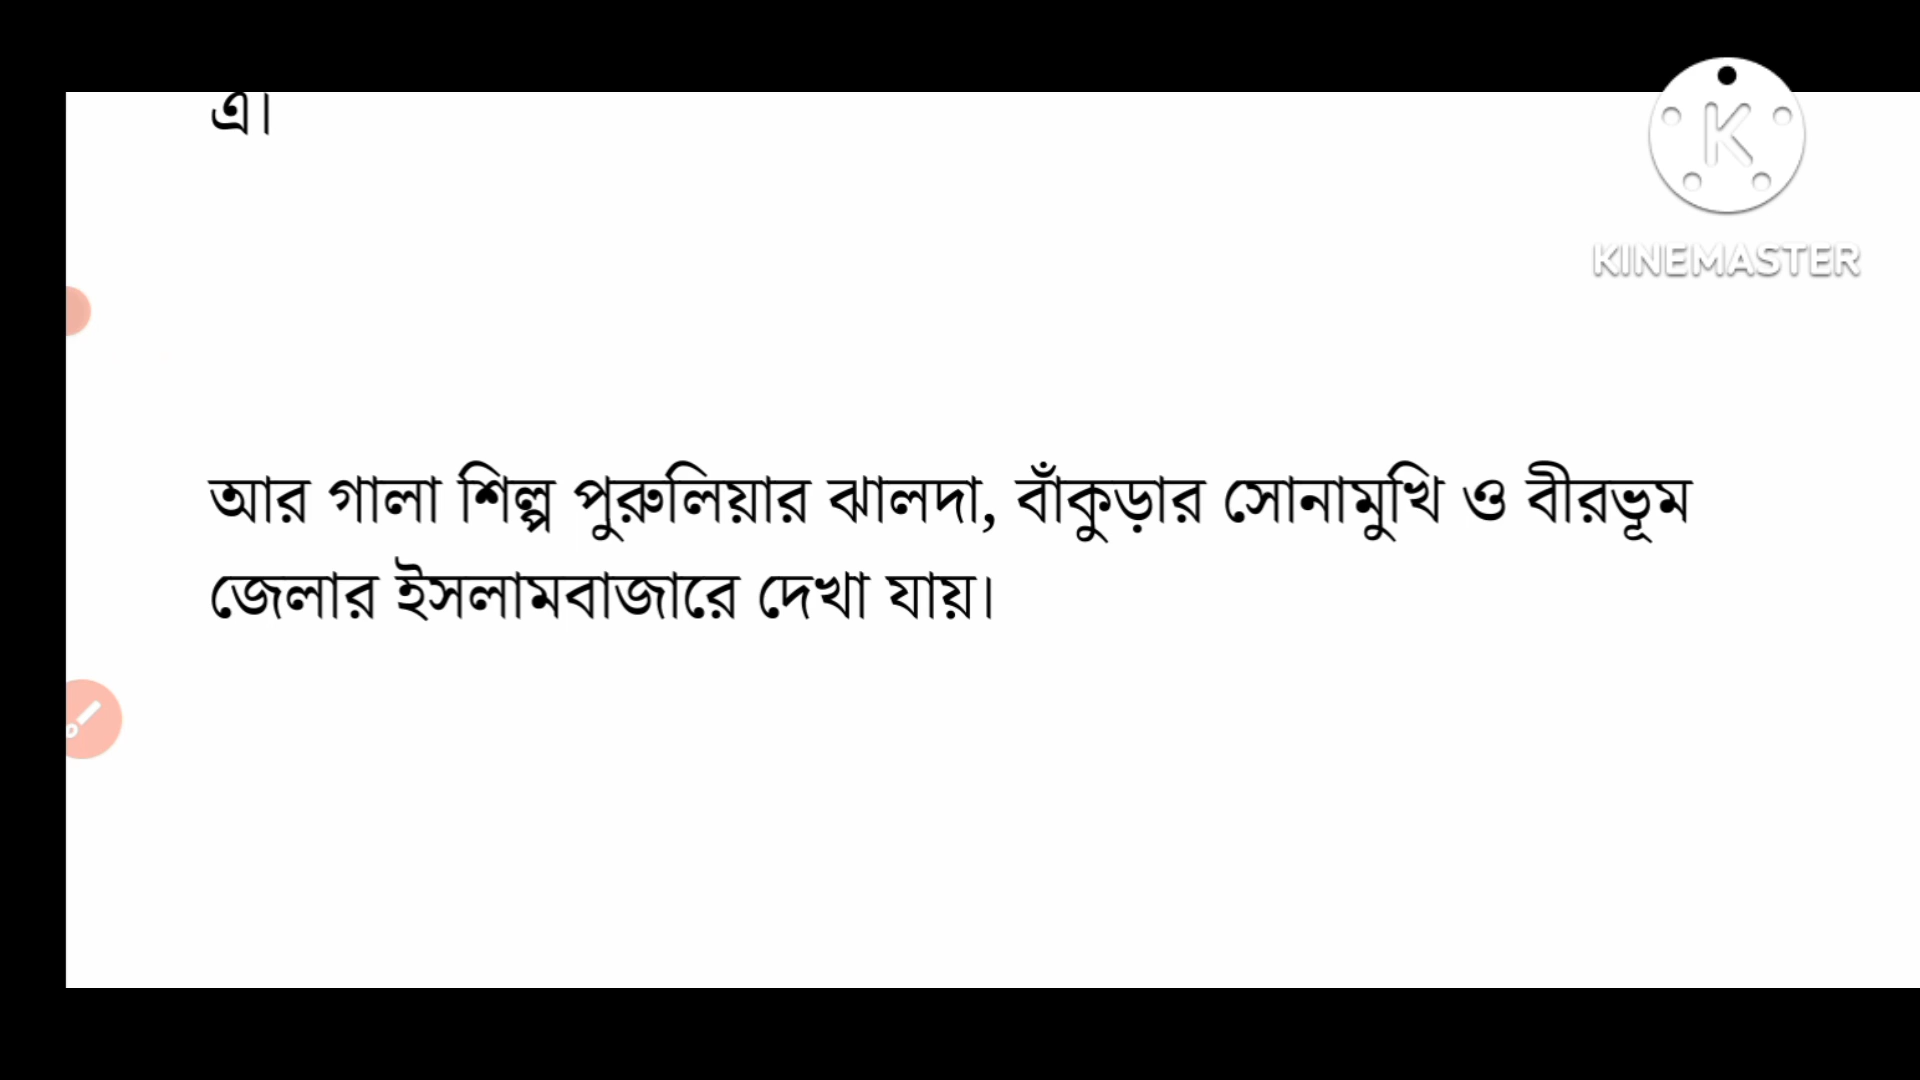 এ।
KINEMASTER
আর গালা শিল্প পুরুলিয়ার ঝালদা, বাঁকুড়ার সোনামুখি ও বীরভূম
জেলার ইসলামবাজারে দেখা যায়।